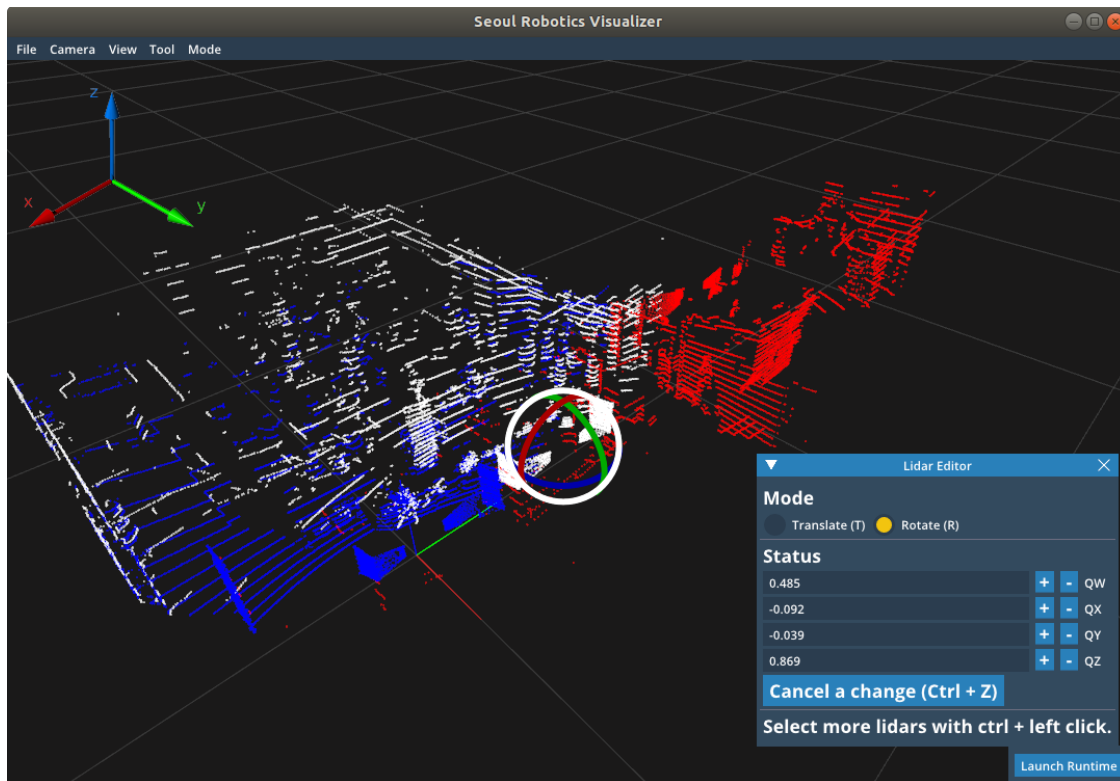 Seoul Robotics Visualizer
File Camera View Tool Mode
z
x
y
Lidar Editor
Mode
Translate (T) Rotate (R)
Status
0.485 + - QW
-0.092 + - QX
-0.039 + - QY
0.869 + - QZ
Cancel a change (Ctrl + Z)
Select more lidars with ctrl + left click.
Launch Runtime